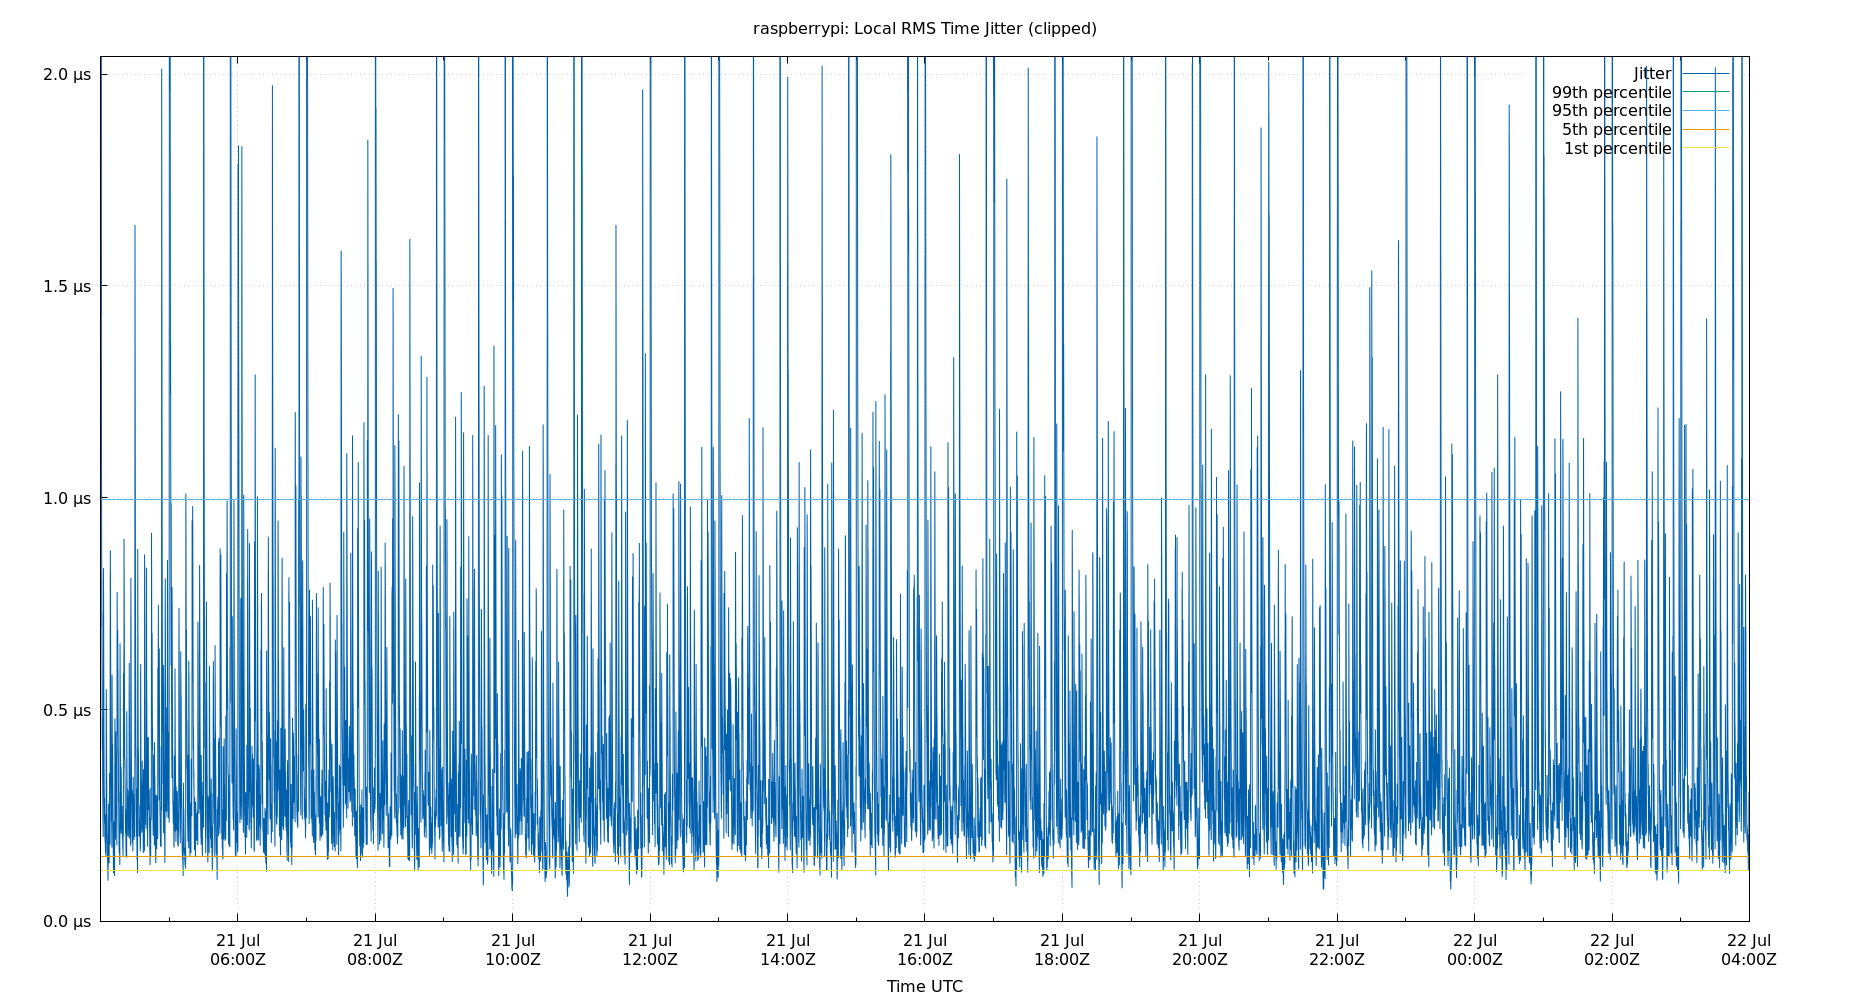 raspberrypi: Local RMS Time Jitter (clipped)
2.0 µs
1.5 µs
1.0 µs
0.5 µs
0.0 µs
Jitter
99th percentile
95th percentile
5th percentile
1st percentile
21 Jul 21 Jul 21 Jul 21 Jul 21 Jul 21 Jul 21 Jul 21 Jul 21 Jul 22 Jul 22 Jul 22 Jul
06:00Z 08:00Z 10:00Z 12:00Z 14:00Z 16:00Z 18:00Z 20:00Z 22:00Z 00:00Z 02:00Z 04:00Z
Time UTC